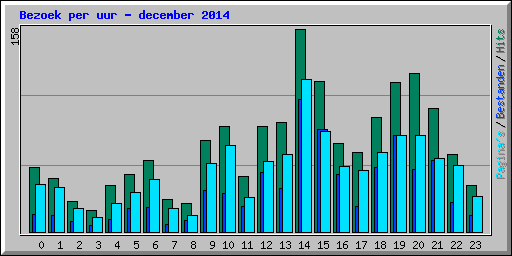 Bezoek per uur - december 2014
158
Pagina's / Bestanden / Hits
0 1 2 3 4 5 6 7 8 9 10 11 12 13 14 15 16 17 18 19 20 21 22 23